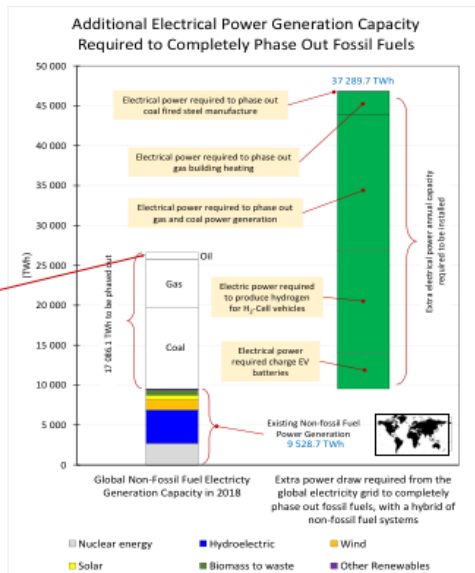 Additional Electrical Power Generation Capacity
Required to Completely Phase Out Fossil Fuels
50 000
45 000
40 000
35 000
30 000
25 000
20 000
15 000
10 000
5 000
0
(TWh)
37 289.7 TWh
Electrical power required to phase out
coal fired steel manufacture
Electrical power required to phase out
gas building heating
Electrical power required to phase out
gas and coal power generation
Electric power required
to produce hydrogen
for H₂-Cell vehicles
Electrical power
required charge EV
batteries
Extra electrical power annual capacity
required to be installed
17 086.1 TWh to be phased out
Oil
Gas
Coal
Existing Non-fossil Fuel
Power Generation
9 528.7 TWh
Global Non-Fossil Fuel Electricity
Generation Capacity in 2018
Extra power draw required from the
global electricity grid to completely
phase out fossil fuels, with a hybrid of
non-fossil fuel systems
Nuclear energy
Hydroelectric
Wind
Solar
Biomass to waste
Other Renewables